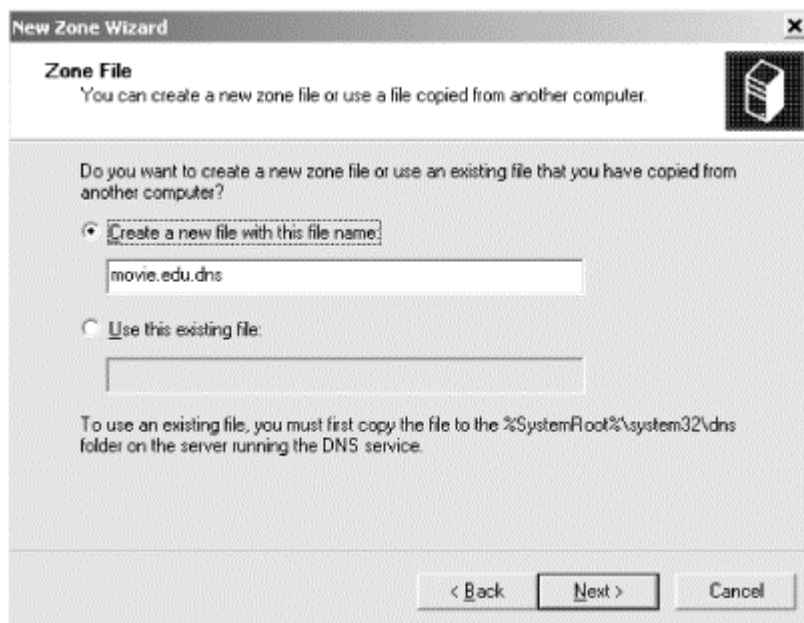 New Zone Wizard
Zone File
You can create a new zone file or use a file copied from another computer.
Do you want to create a new zone file or use an existing file that you have copied from
another computer?
Create a new file with this file name:
movie.edu.dns
Use this existing file:
To use an existing file, you must first copy the file to the %SystemRoot%\system32\dns
folder on the server running the DNS service.
< Back
Next >
Cancel